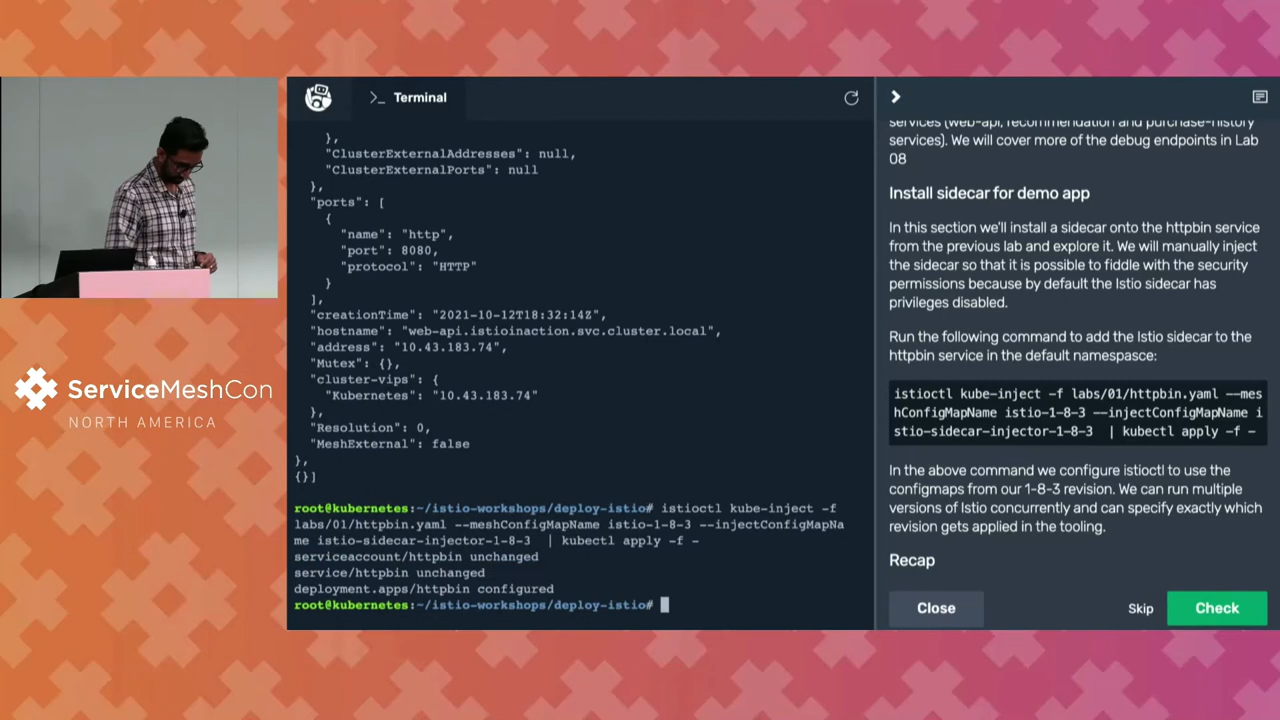 ServiceMeshCon
NORTH AMERICA
>_ Terminal
},
"ClusterExternalAddresses": null,
"ClusterExternalPorts": null
},
"ports": [
{
"name": "http",
"port": 8080,
"protocol": "HTTP"
}
],
"creationTime": "2021-10-12T18:32:14Z",
"hostname": "web-api.istioinaction.svc.cluster.local",
"address": "10.43.183.74",
"Mutex": {},
"cluster-vips": {
"Kubernetes": "10.43.183.74"
},
"Resolution": 0,
"MeshExternal": false
},
{}]
root@kubernetes:~/istio-workshops/deploy-istio# istioctl kube-inject -f
labs/01/httpbin.yaml --meshConfigMapName istio-1-8-3 --injectConfigMapNa
me istio-sidecar-injector-1-8-3  | kubectl apply -f -
serviceaccount/httpbin unchanged
service/httpbin unchanged
deployment.apps/httpbin configured
root@kubernetes:~/istio-workshops/deploy-istio#
services (web-api, recommendation and purchase-history
services). We will cover more of the debug endpoints in Lab
08
Install sidecar for demo app
In this section we'll install a sidecar onto the httpbin service
from the previous lab and explore it. We will manually inject
the sidecar so that it is possible to fiddle with the security
permissions because by default the Istio sidecar has
privileges disabled.
Run the following command to add the Istio sidecar to the
httpbin service in the default namespasce:
istioctl kube-inject -f labs/01/httpbin.yaml --mes
hConfigMapName istio-1-8-3 --injectConfigMapName i
stio-sidecar-injector-1-8-3  | kubectl apply -f -
In the above command we configure istioctl to use the
configmaps from our 1-8-3 revision. We can run multiple
versions of Istio concurrently and can specify exactly which
revision gets applied in the tooling.
Recap
Close
Skip
Check